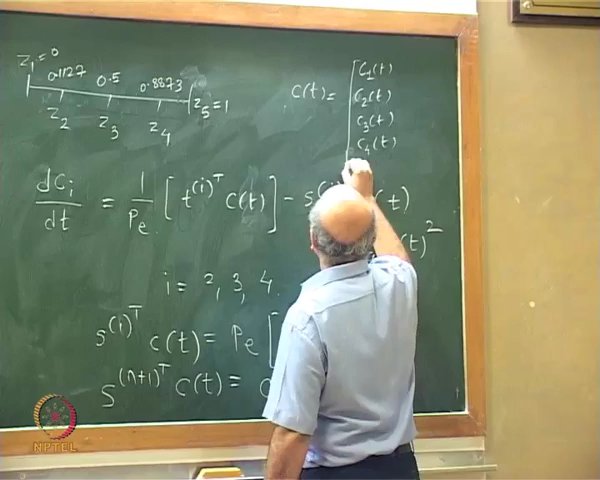 Z₁=0 0.1127 0.5 0.8873 Z₅=1
Z₂ Z₃ Z₄
C(t)= C₁(t)
C₂(t)
C₃(t)
C₄(t)
dCᵢ/dt = 1/Pe [ t⁽ⁱ⁾ᵀ C(t) ] - s⁽ⁱ⁾ (t)
(t)²
i = 2, 3, 4.
s⁽ⁱ⁾ᵀ C(t) = Pe [
s⁽ⁿ⁺¹⁾ᵀ C(t) = 0
NPTEL